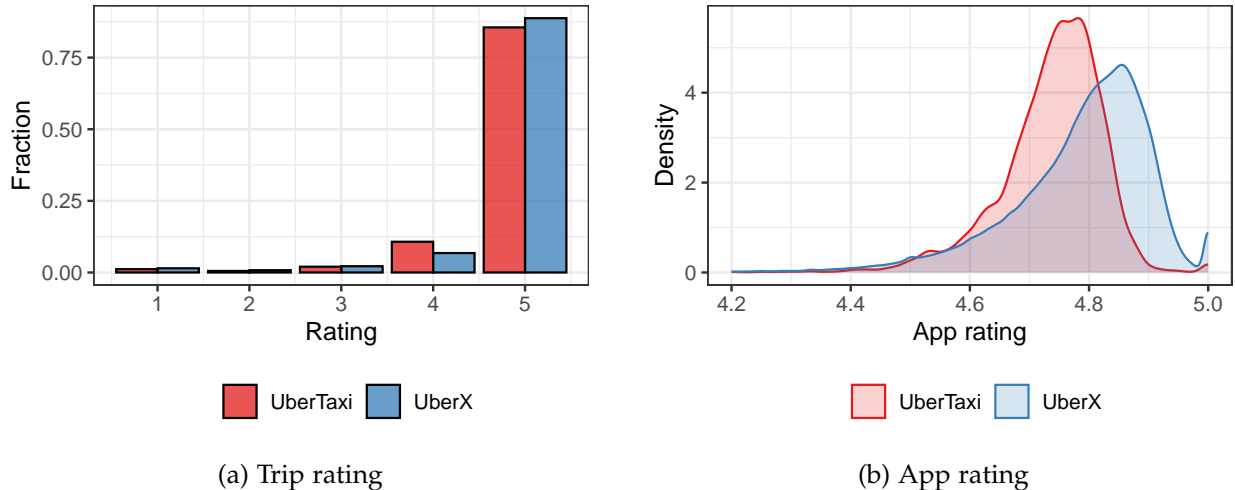 Fraction
0.75
0.50
0.25
0.00
1 2 3 4 5
Rating
UberTaxi UberX
(a) Trip rating
Density
4
2
0
4.2 4.4 4.6 4.8 5.0
App rating
UberTaxi UberX
(b) App rating